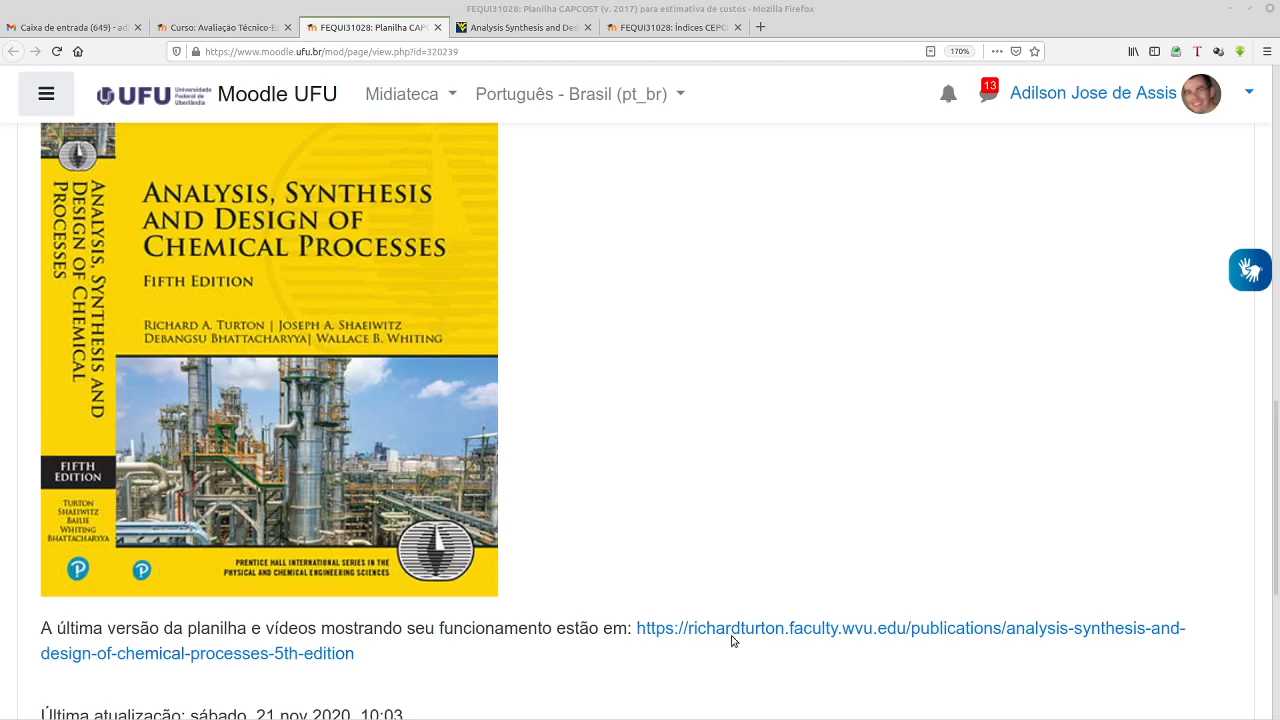 FEQUI31028: Planilha CAPCOST (v. 2017) para estimativa de custos - Mozilla Firefox
Caixa de entrada (649) - adi
Curso: Avaliação Técnico-E
FEQUI31028: Planilha CAPC
Analysis Synthesis and Des
FEQUI31028: Índices CEPC
https://www.moodle.ufu.br/mod/page/view.php?id=320239
170%
UFU
Universidade
Federal de
Uberlândia
Moodle UFU
Midiateca
Português - Brasil (pt_br)
13
Adilson Jose de Assis
ANALYSIS, SYNTHESIS AND
DESIGN OF CHEMICAL
PROCESSES
FIFTH
EDITION
TURTON
SHAEIWITZ
BAILIE
WHITING
BHATTACHARYYA
P
ANALYSIS, SYNTHESIS
AND DESIGN OF
CHEMICAL PROCESSES
FIFTH EDITION
RICHARD A. TURTON | JOSEPH A. SHAEIWITZ
DEBANGSU BHATTACHARYYA| WALLACE B. WHITING
P
PRENTICE HALL INTERNATIONAL SERIES IN THE
PHYSICAL AND CHEMICAL ENGINEERING SCIENCES
A última versão da planilha e vídeos mostrando seu funcionamento estão em: https://richardturton.faculty.wvu.edu/publications/analysis-synthesis-and-
design-of-chemical-processes-5th-edition
Última atualização: sábado, 21 nov 2020, 10:03